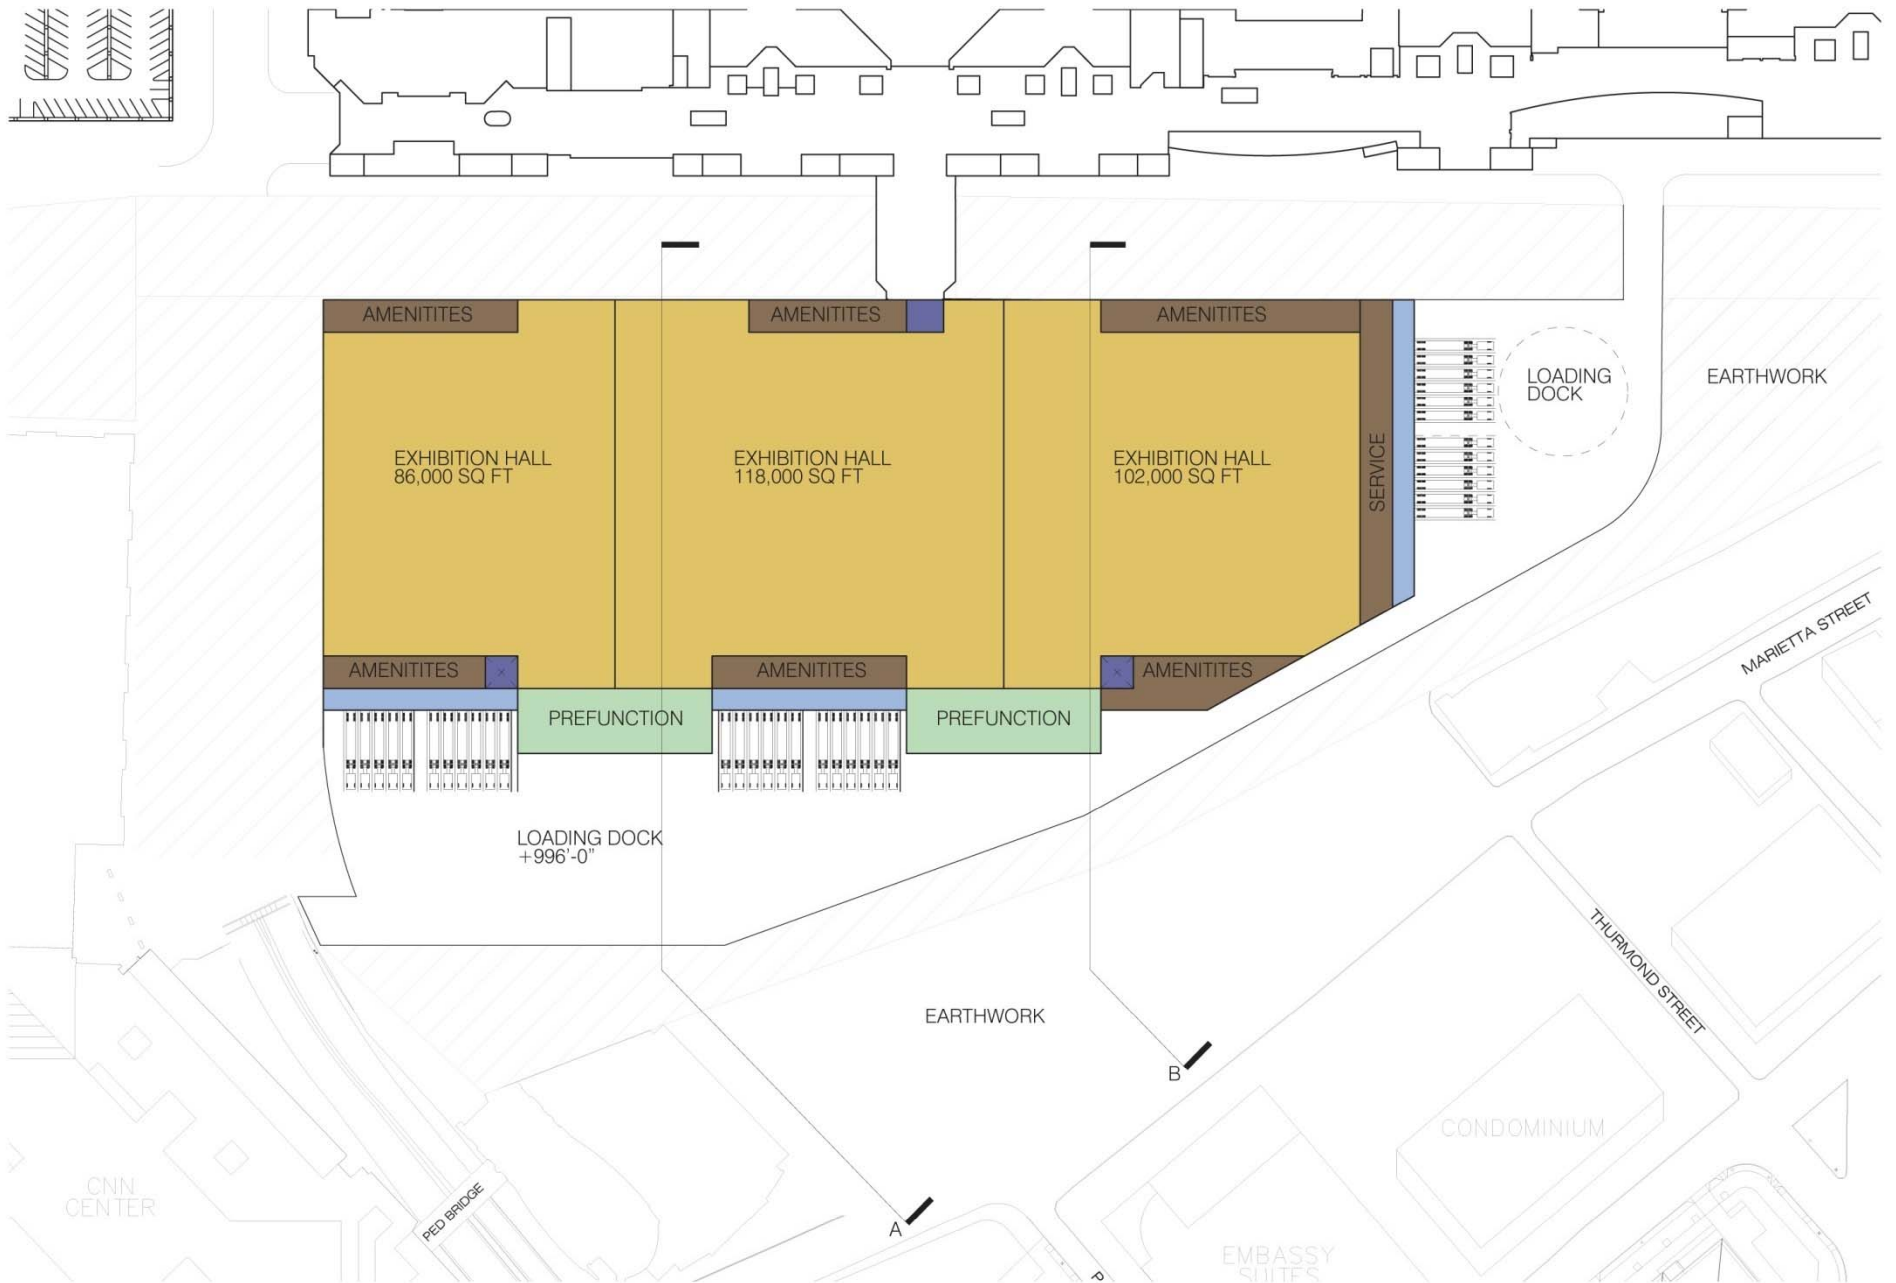 AMENITITES
AMENITITES
AMENITITES
LOADING
DOCK
EARTHWORK
EXHIBITION HALL
86,000 SQ FT
EXHIBITION HALL
118,000 SQ FT
EXHIBITION HALL
102,000 SQ FT
SERVICE
MARIETTA STREET
AMENITITES
AMENITITES
AMENITITES
PREFUNCTION
PREFUNCTION
LOADING DOCK
+996'-0"
THURMOND STREET
EARTHWORK
B
CONDOMINIUM
CNN
CENTER
PED BRIDGE
A
EMBASSY
SUITES
P